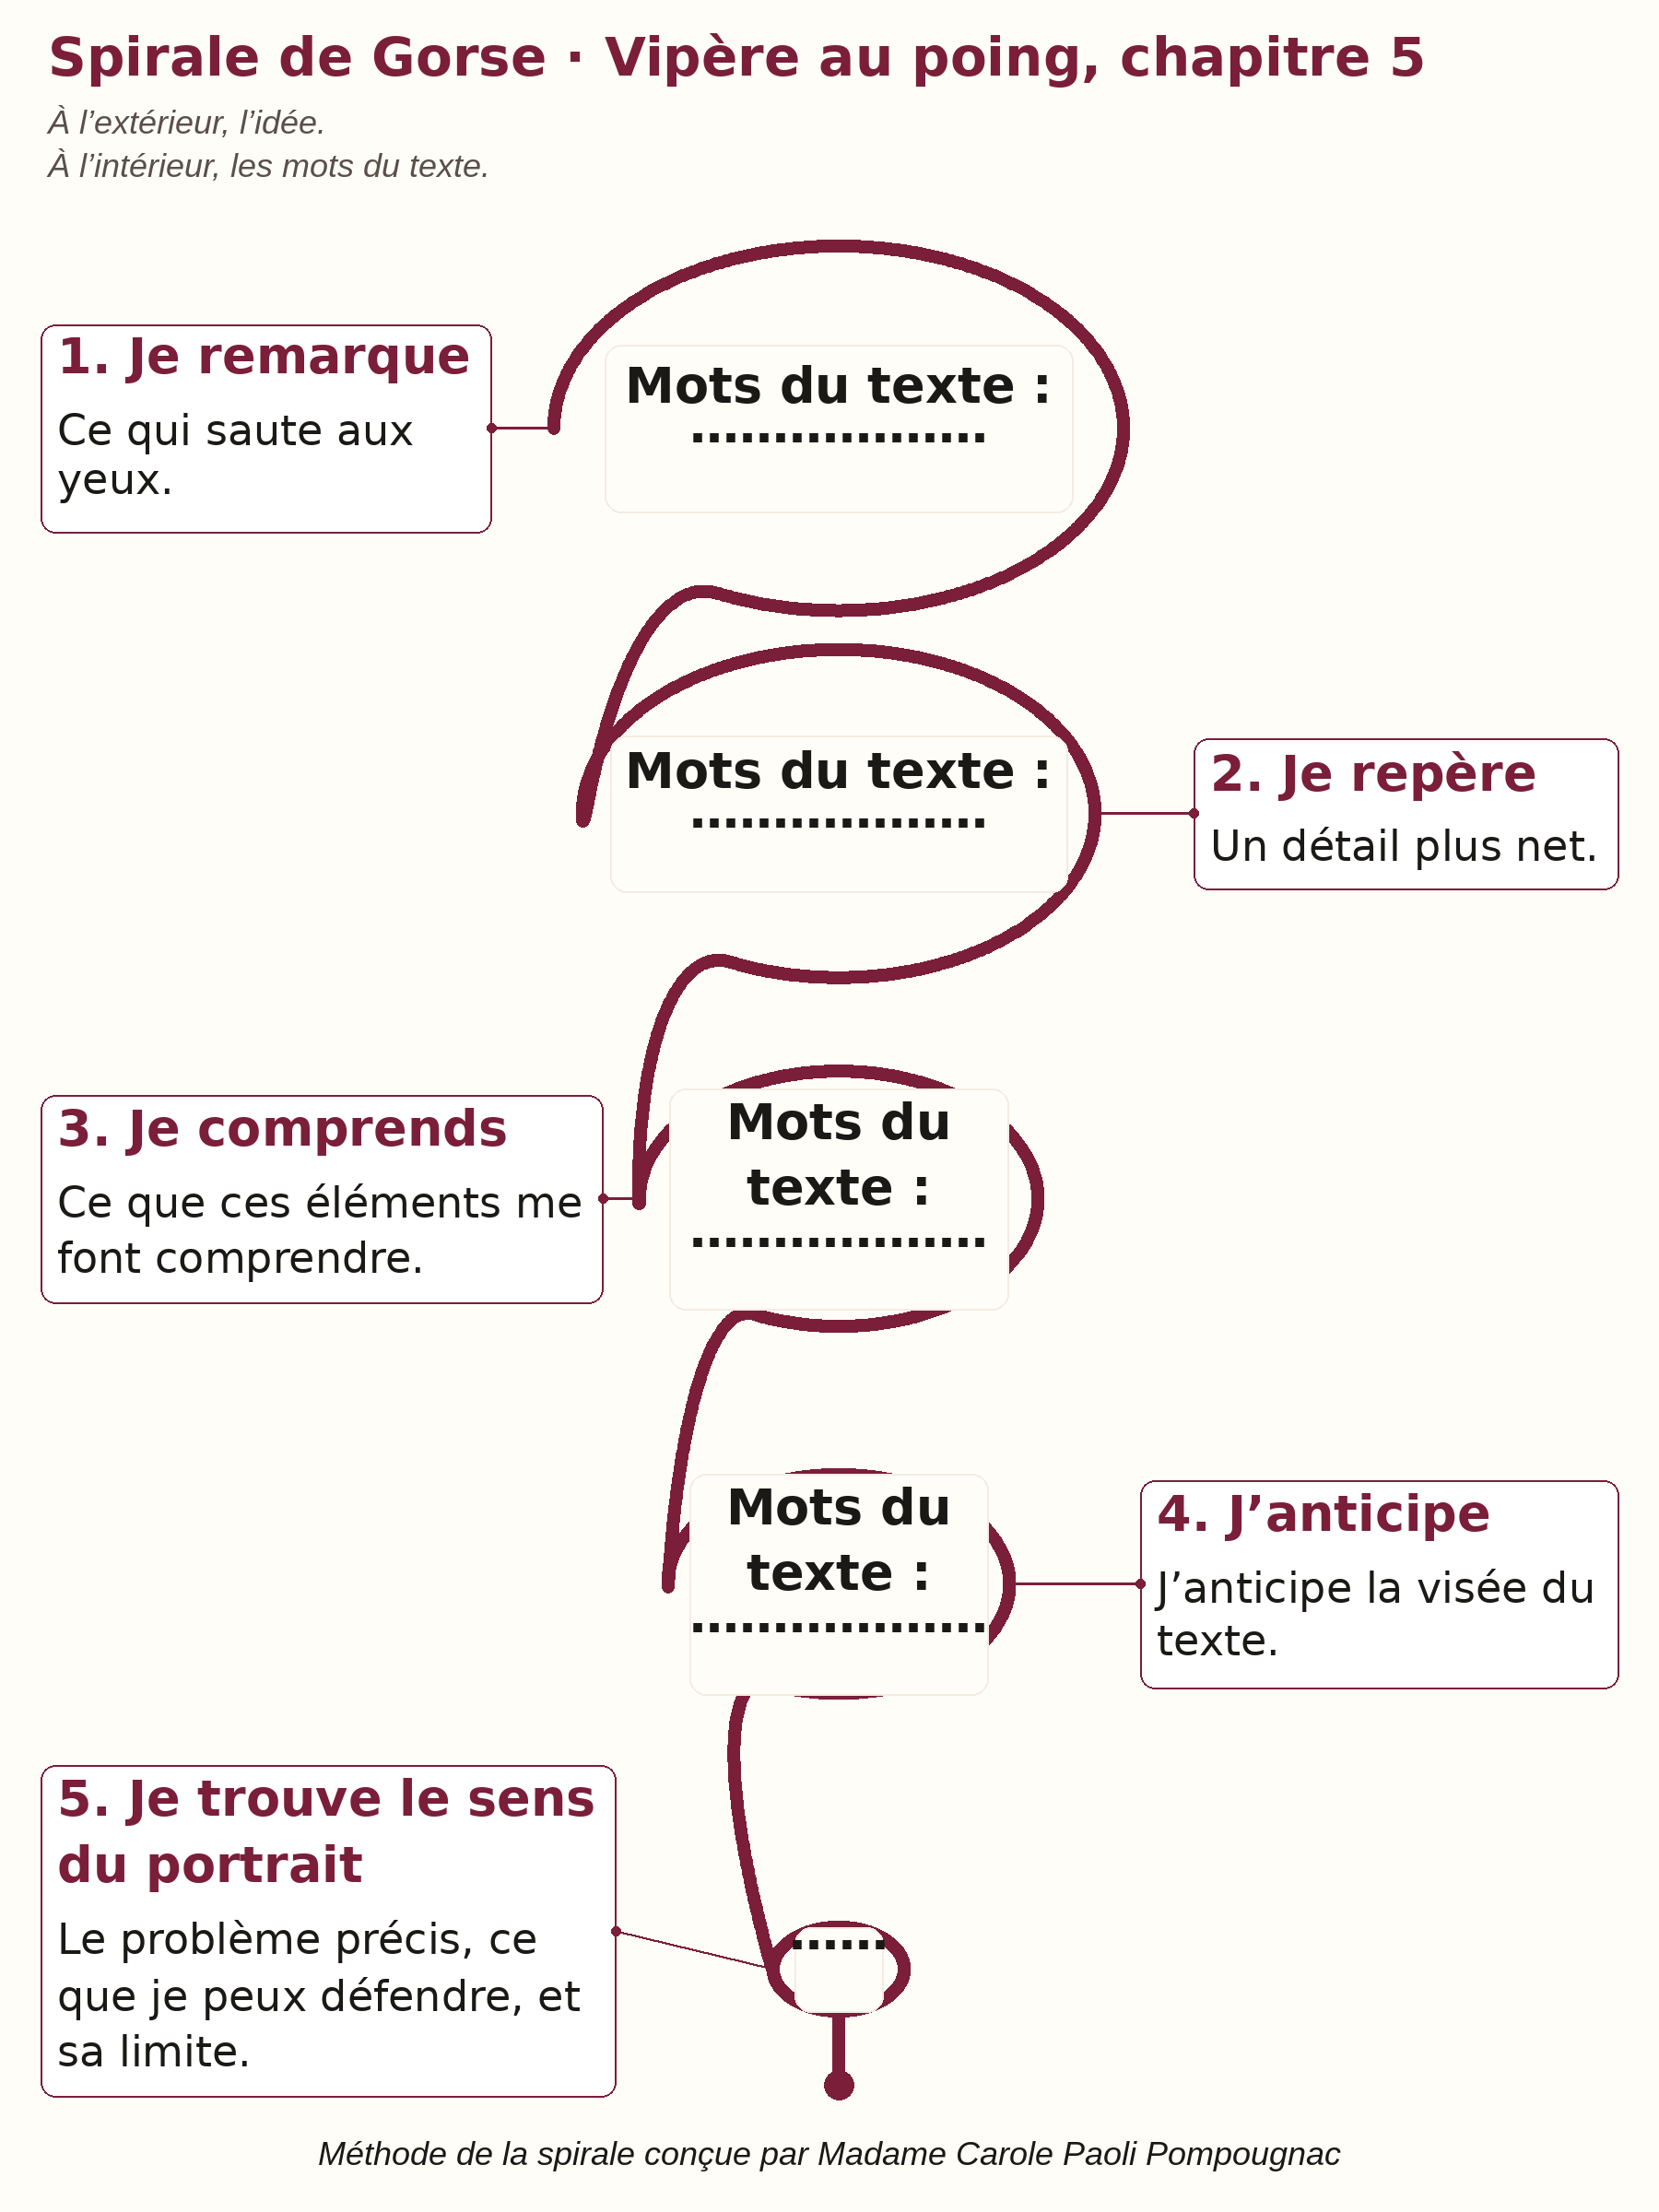 Spirale de Gorse · Vipère au poing, chapitre 5
À l’extérieur, l’idée.
À l’intérieur, les mots du texte.
1. Je remarque
Ce qui saute aux
yeux.
Mots du texte :
………………
Mots du texte :
………………
2. Je repère
Un détail plus net.
3. Je comprends
Ce que ces éléments me
font comprendre.
Mots du
texte :
………………
Mots du
texte :
………………
4. J’anticipe
J’anticipe la visée du
texte.
5. Je trouve le sens
du portrait
Le problème précis, ce
que je peux défendre, et
sa limite.
……
Méthode de la spirale conçue par Madame Carole Paoli Pompougnac